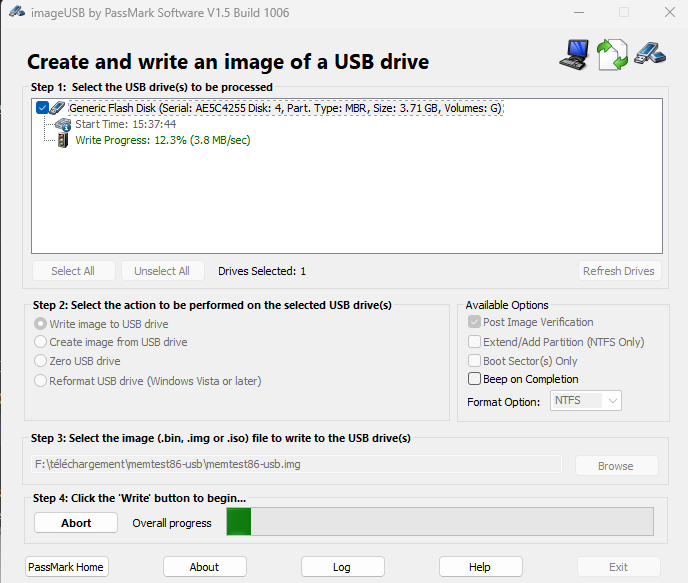 imageUSB by PassMark Software V1.5 Build 1006
Create and write an image of a USB drive
Step 1: Select the USB drive(s) to be processed
Generic Flash Disk (Serial: AE5C4255 Disk: 4, Part. Type: MBR, Size: 3.71 GB, Volumes: G)
Start Time: 15:37:44
Write Progress: 12.3% (3.8 MB/sec)
Select All
Unselect All
Drives Selected: 1
Refresh Drives
Step 2: Select the action to be performed on the selected USB drive(s)
Write image to USB drive
Create image from USB drive
Zero USB drive
Reformat USB drive (Windows Vista or later)
Available Options
Post Image Verification
Extend/Add Partition (NTFS Only)
Boot Sector(s) Only
Beep on Completion
Format Option: NTFS
Step 3: Select the image (.bin, .img or .iso) file to write to the USB drive(s)
F:\téléchargement\memtest86-usb\memtest86-usb.img
Browse
Step 4: Click the 'Write' button to begin...
Abort
Overall progress
PassMark Home
About
Log
Help
Exit